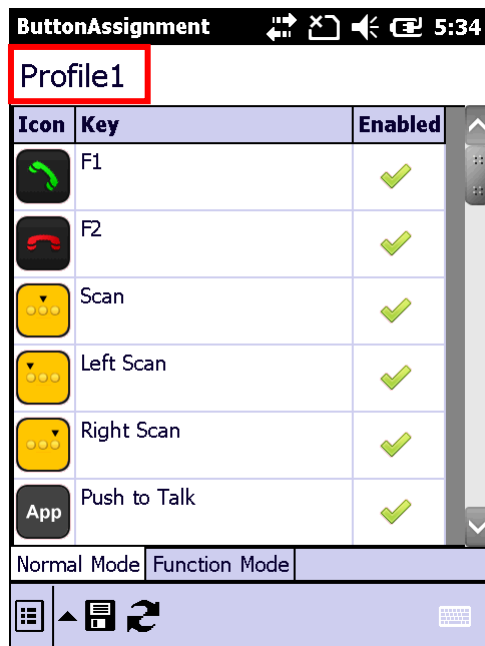 ButtonAssignment 5:34
Profile1
Icon Key Enabled
F1
F2
Scan
Left Scan
Right Scan
App Push to Talk
Normal Mode Function Mode